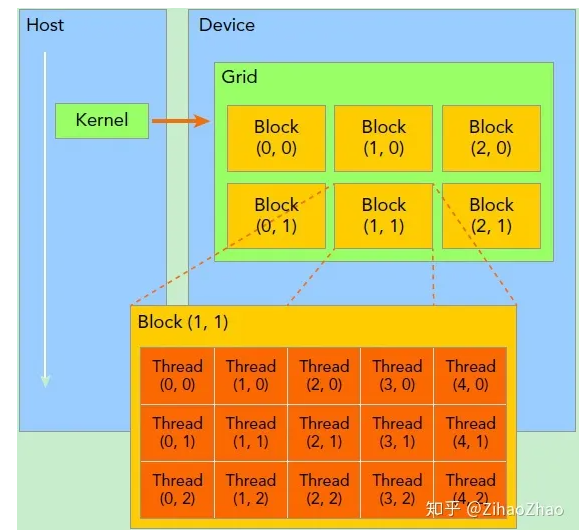 Host
Device
Grid
Kernel
Block
(0, 0)
Block
(1, 0)
Block
(2, 0)
Block
(0, 1)
Block
(1, 1)
Block
(2, 1)
Block (1, 1)
Thread
(0, 0)
Thread
(1, 0)
Thread
(2, 0)
Thread
(3, 0)
Thread
(4, 0)
Thread
(0, 1)
Thread
(1, 1)
Thread
(2, 1)
Thread
(3, 1)
Thread
(4, 1)
Thread
(0, 2)
Thread
(1, 2)
Thread
(2, 2)
Thread
(3, 2)
Thread
(4, 2)
知乎 @ZihaoZhao